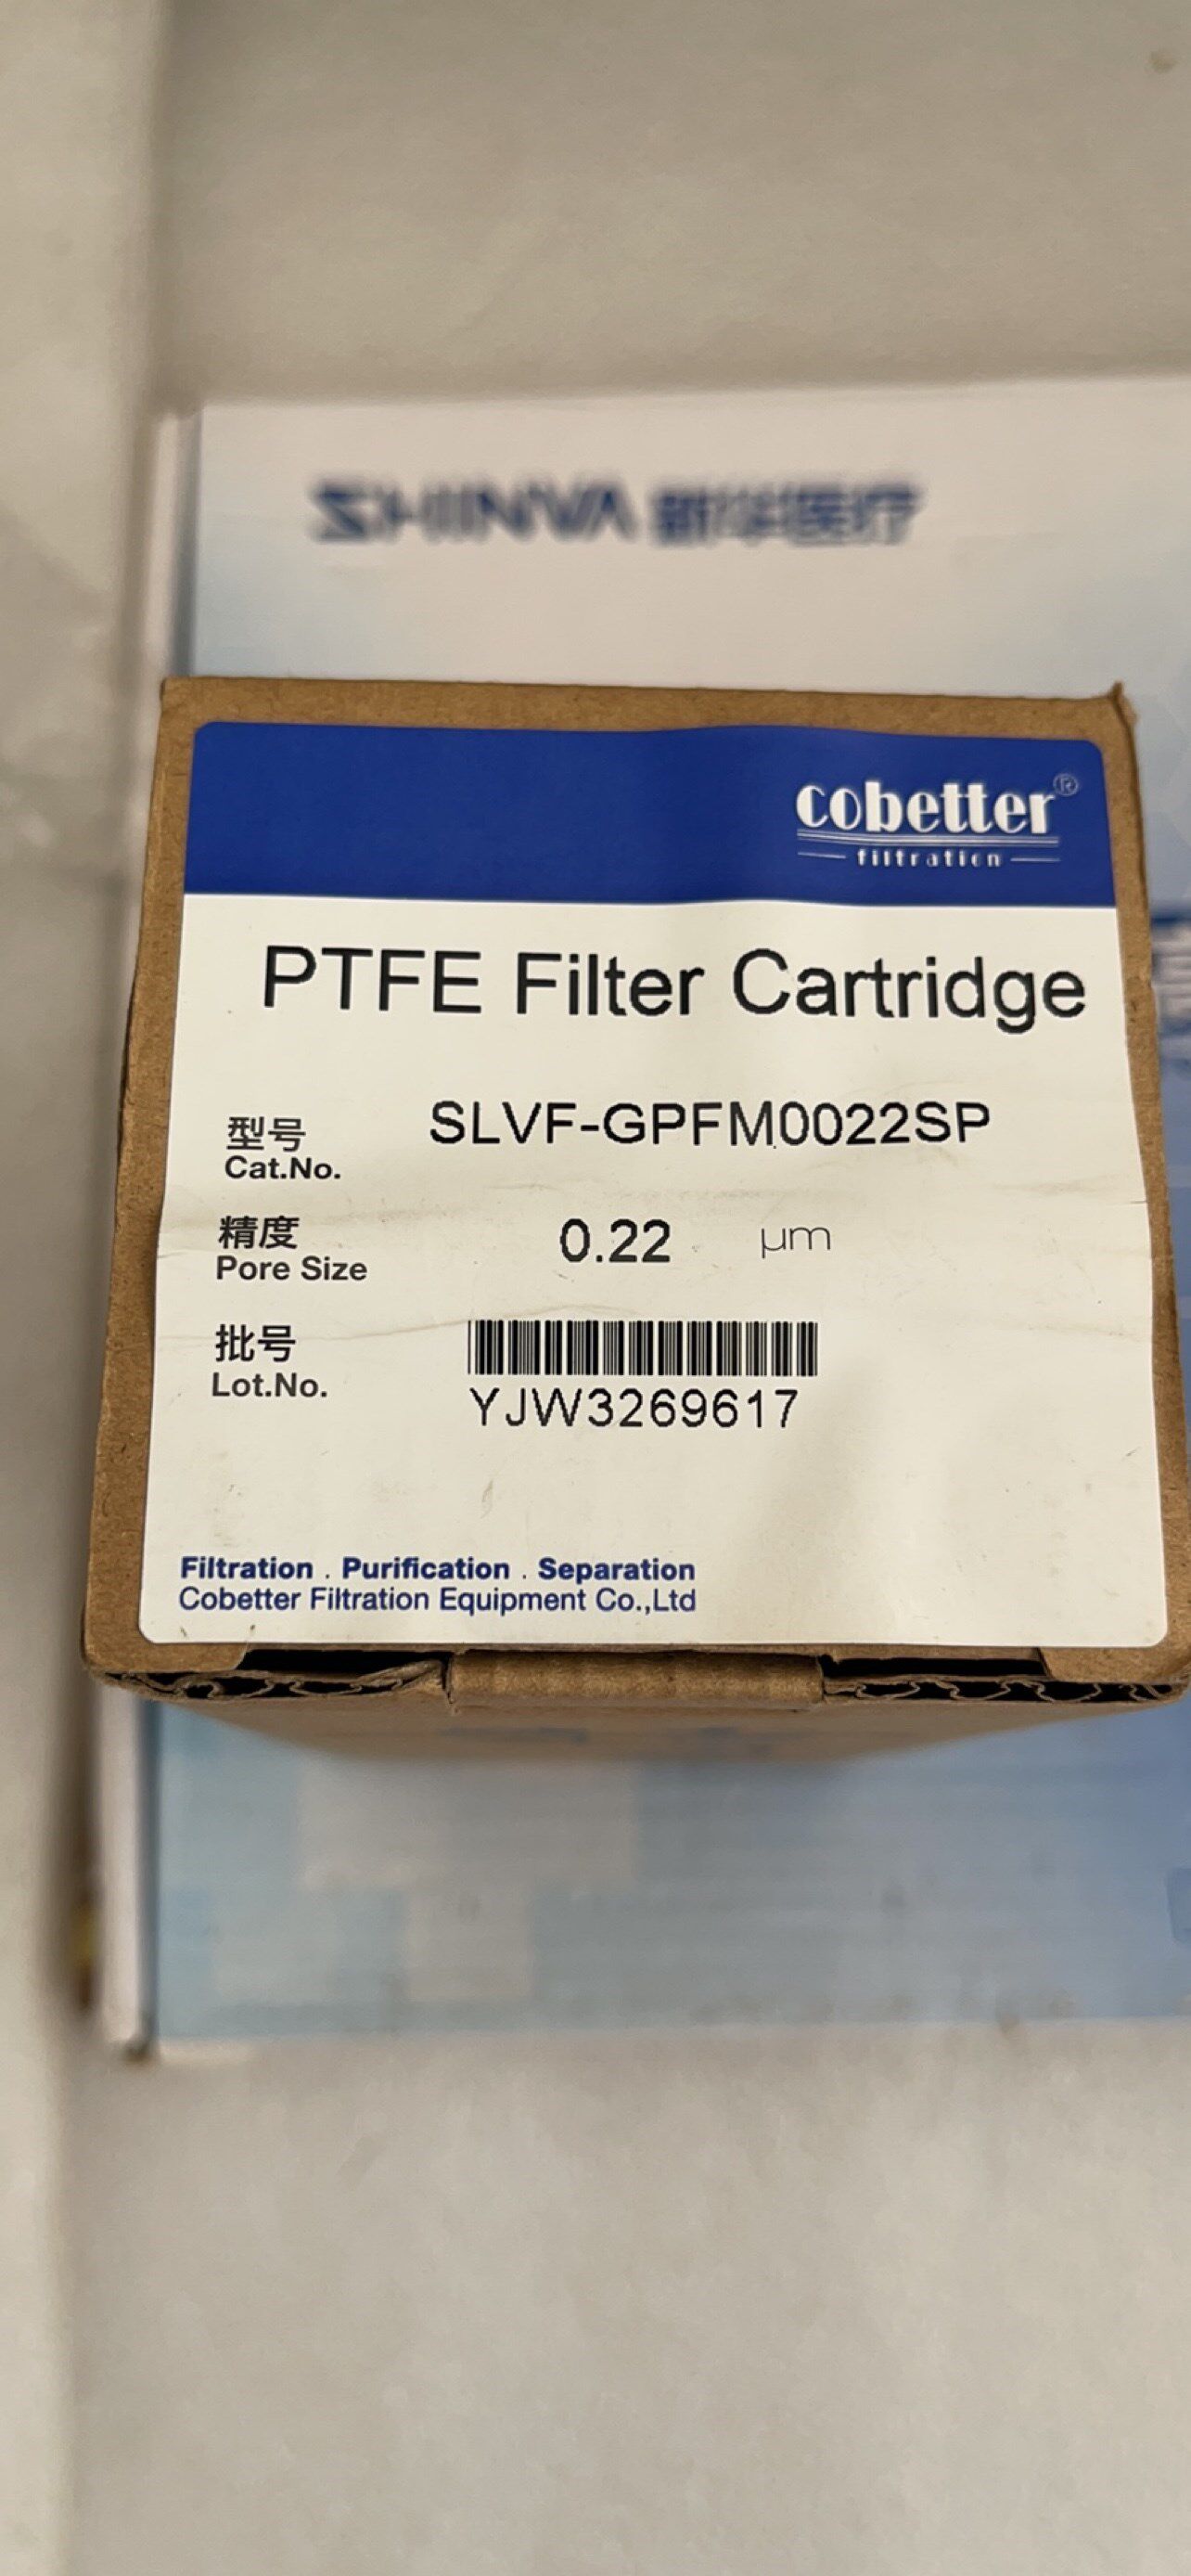 SHINVA 新华医疗
cobetter®
filtration
PTFE Filter Cartridge
型号 SLVF-GPFM0022SP
Cat.No.
精度 0.22 μm
Pore Size
批号
Lot.No. YJW3269617
Filtration . Purification . Separation
Cobetter Filtration Equipment Co.,Ltd